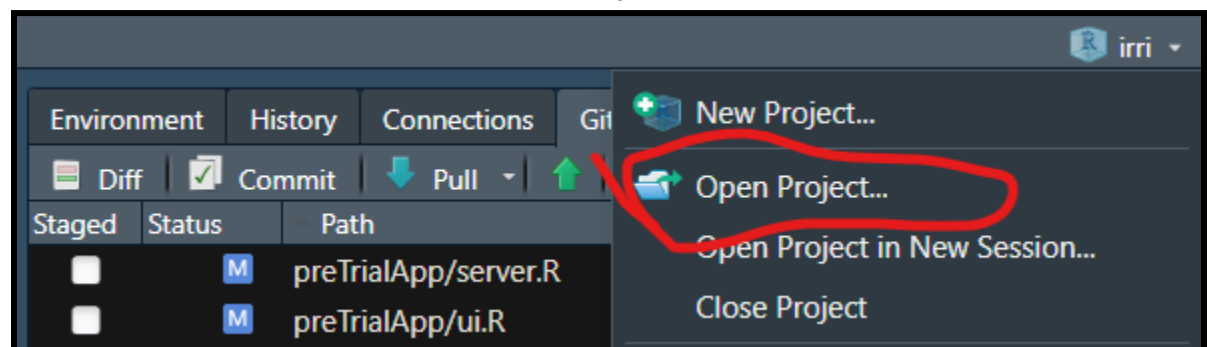 irri
Environment History Connections Git
New Project...
Diff Commit Pull
Open Project...
Staged Status Path
Open Project in New Session...
M preTrialApp/server.R
Close Project
M preTrialApp/ui.R